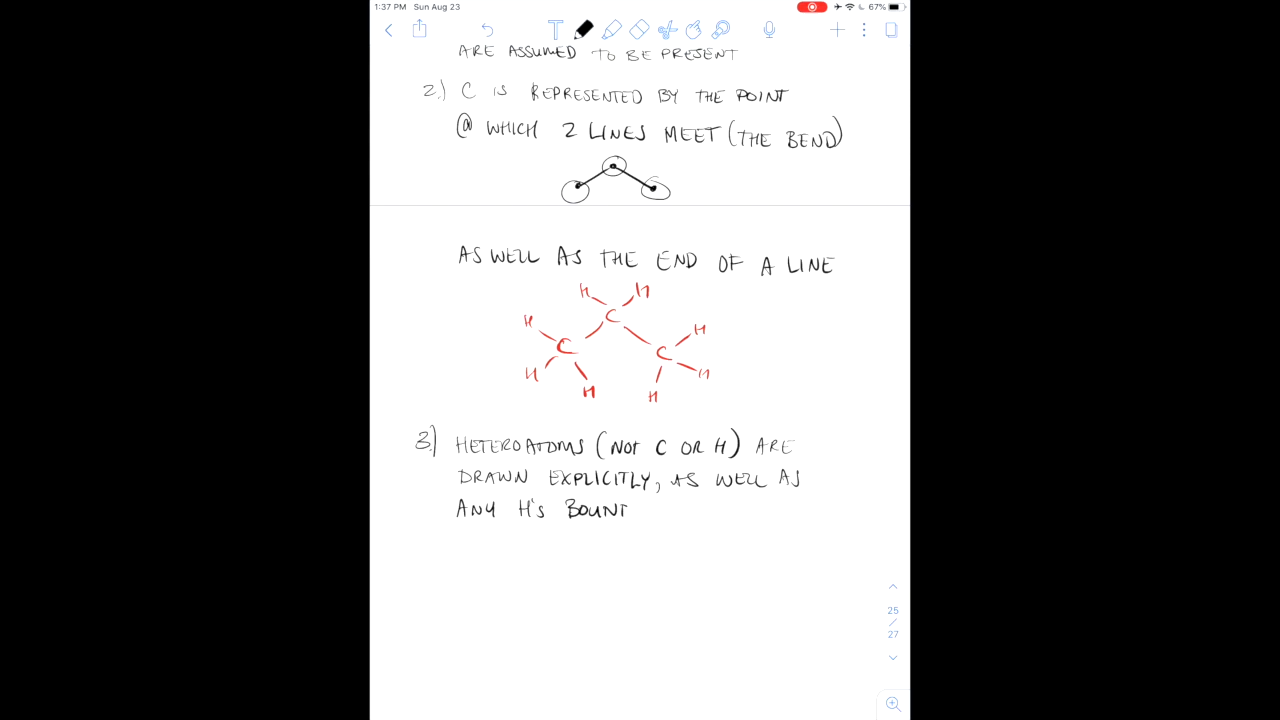 1:37 PM Sun Aug 23
67%
T
ARE ASSUMED TO BE PRESENT
2.) C IS REPRESENTED BY THE POINT
@ WHICH 2 LINES MEET (THE BEND)
AS WELL AS THE END OF A LINE
H H
C
H H
C C
H H
H H
3.) HETEROATOMS (NOT C OR H) ARE
DRAWN EXPLICITLY, AS WELL AS
ANY H's BOUNT
25
/
27